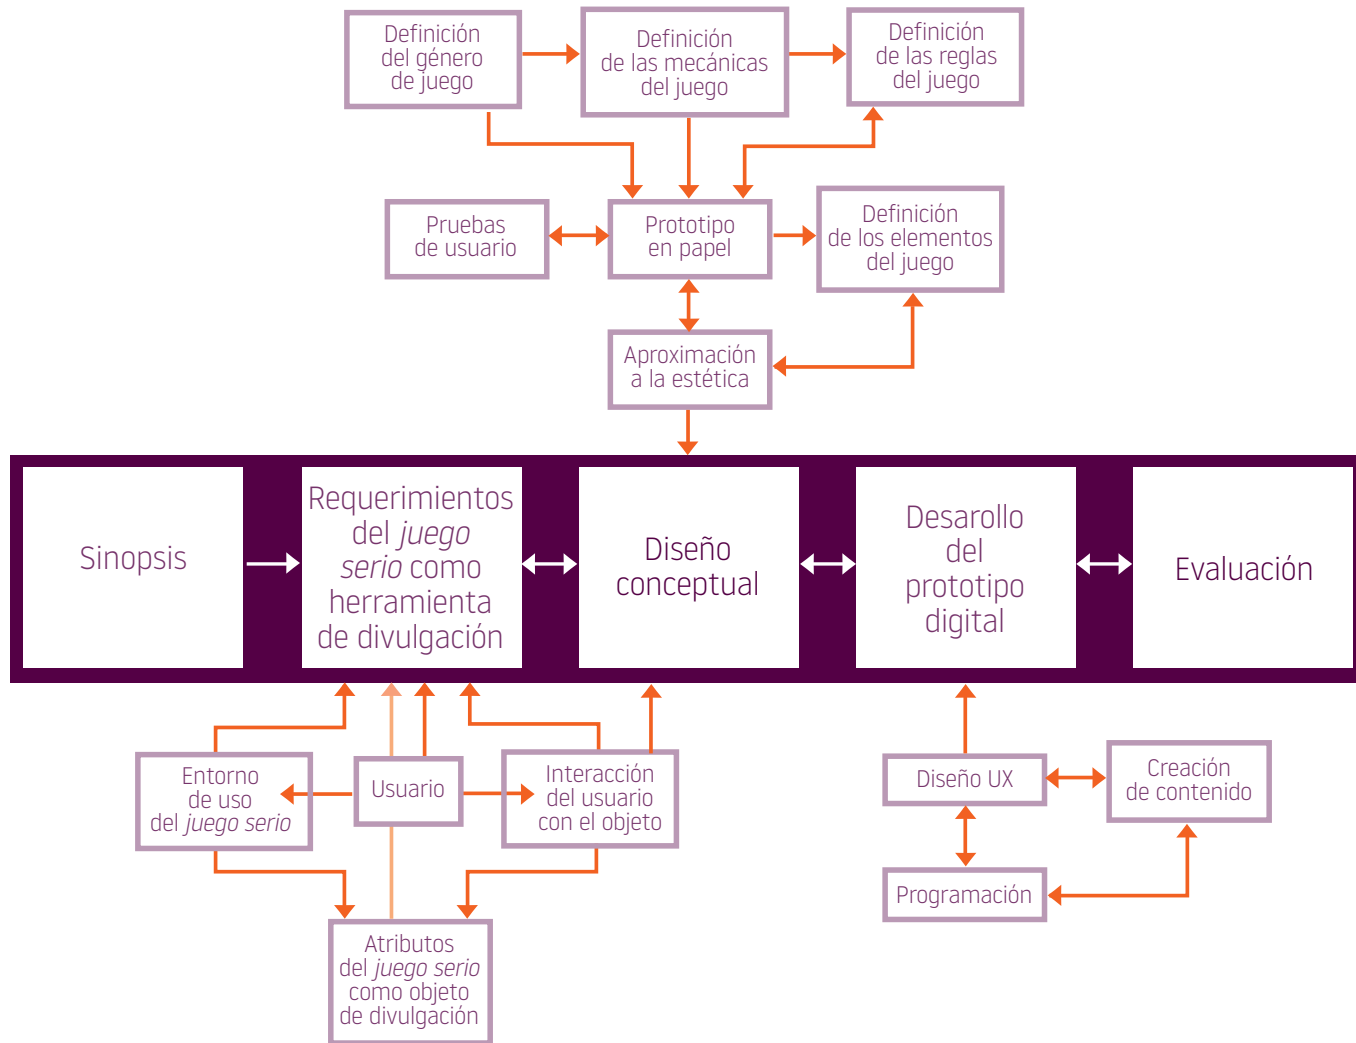 Definición
del género
de juego
Definición
de las mecánicas
del juego
Definición
de las reglas
del juego
Pruebas
de usuario
Prototipo
en papel
Definición
de los elementos
del juego
Aproximación
a la estética
Sinopsis
Requerimientos
del juego
serio como
herramienta
de divulgación
Diseño
conceptual
Desarollo
del
prototipo
digital
Evaluación
Entorno
de uso
del juego serio
Usuario
Interacción
del usuario
con el objeto
Diseño UX
Creación
de contenido
Programación
Atributos
del juego serio
como objeto
de divulgación